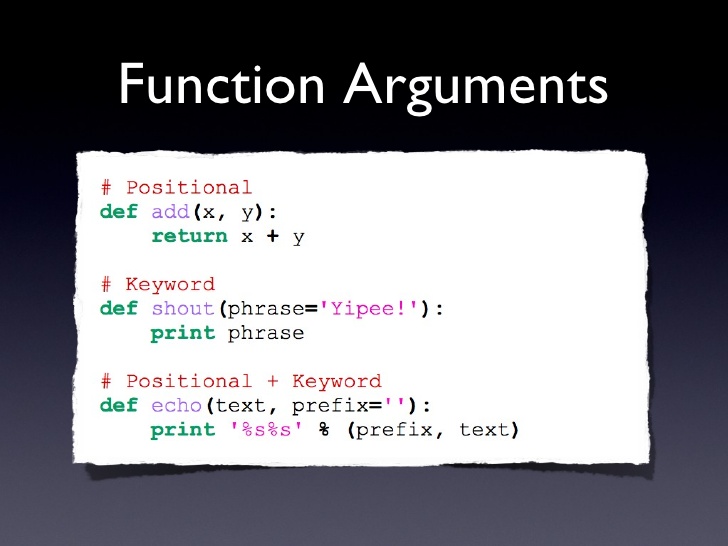 Function Arguments
# Positional
def add(x, y):
    return x + y
# Keyword
def shout(phrase='Yipee!'):
    print phrase
# Positional + Keyword
def echo(text, prefix=''):
    print '%s%s' % (prefix, text)